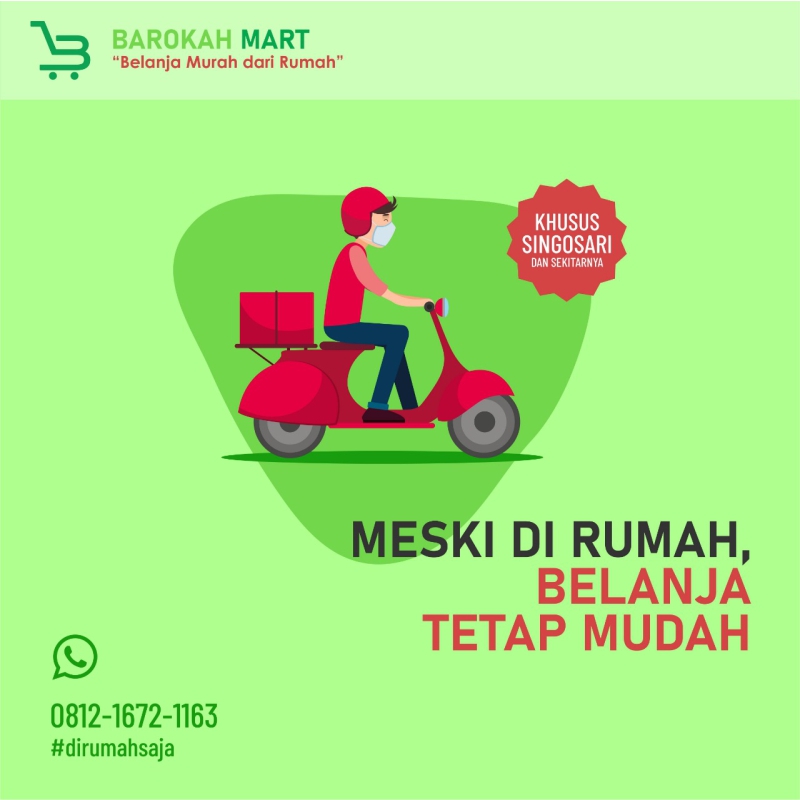 BAROKAH MART
“Belanja Murah dari Rumah”
KHUSUS
SINGOSARI
DAN SEKITARNYA
MESKI DI RUMAH,
BELANJA
TETAP MUDAH
0812-1672-1163
#dirumahsaja